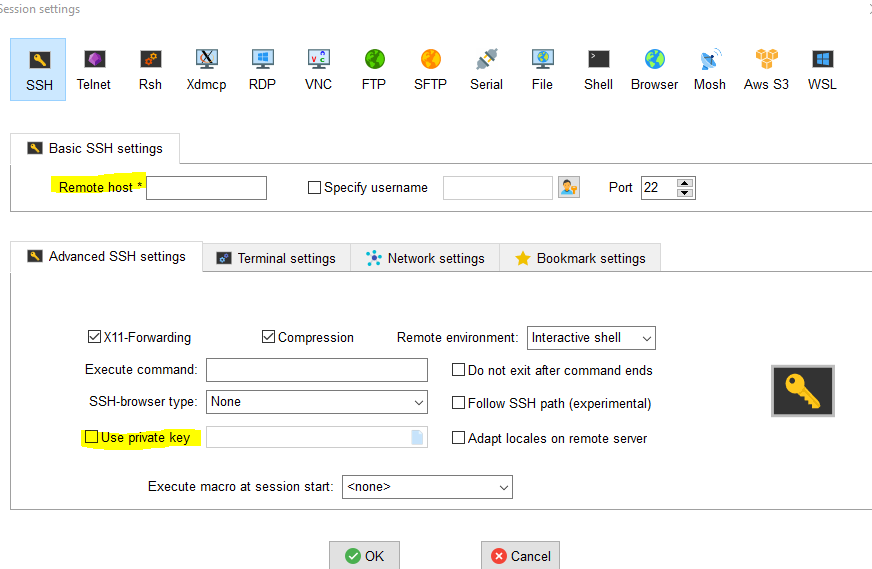 Session settings
SSH Telnet Rsh Xdmcp RDP VNC FTP SFTP Serial File Shell Browser Mosh Aws S3 WSL
Basic SSH settings
Remote host * Specify username Port 22
Advanced SSH settings Terminal settings Network settings Bookmark settings
X11-Forwarding Compression Remote environment: Interactive shell
Execute command: Do not exit after command ends
SSH-browser type: None Follow SSH path (experimental)
Use private key Adapt locales on remote server
Execute macro at session start: <none>
OK Cancel